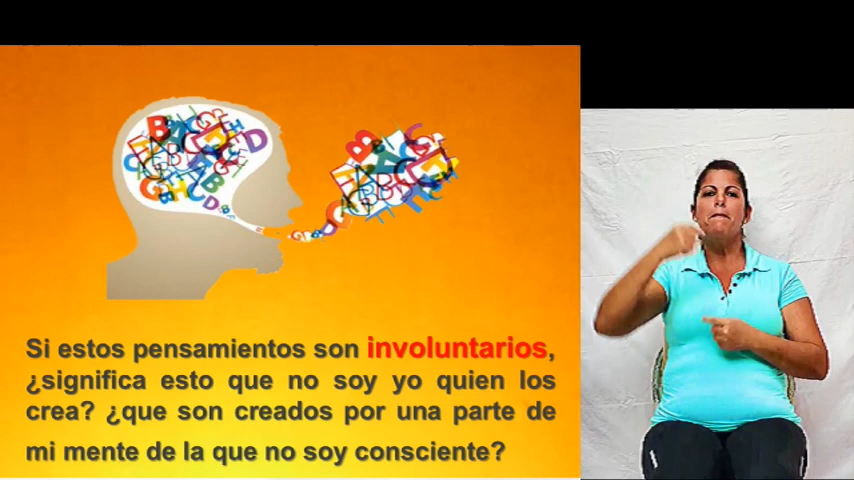 Si estos pensamientos son involuntarios,
¿significa esto que no soy yo quien los
crea? ¿que son creados por una parte de
mi mente de la que no soy consciente?